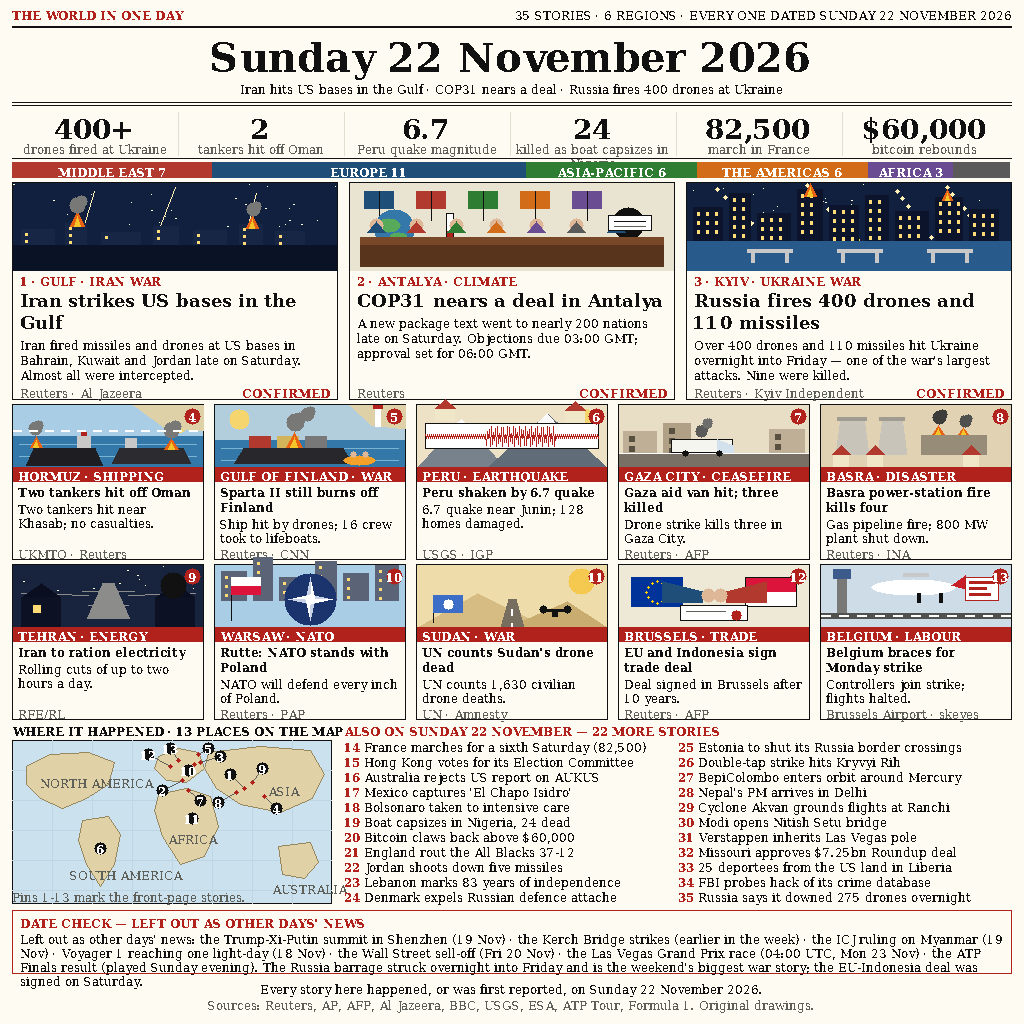 THE WORLD IN ONE DAY
35 STORIES · 6 REGIONS · EVERY ONE DATED SUNDAY 22 NOVEMBER 2026
Sunday 22 November 2026
Iran hits US bases in the Gulf · COP31 nears a deal · Russia fires 400 drones at Ukraine
400+
drones fired at Ukraine
2
tankers hit off Oman
6.7
Peru quake magnitude
24
killed as boat capsizes in
Nigeria
82,500
march in France
$60,000
bitcoin rebounds
MIDDLE EAST 7
EUROPE 11
ASIA-PACIFIC 6
THE AMERICAS 6
AFRICA 3
1 · GULF · IRAN WAR
Iran strikes US bases in the
Gulf
Iran fired missiles and drones at US bases in
Bahrain, Kuwait and Jordan late on Saturday.
Almost all were intercepted.
Reuters · Al Jazeera
CONFIRMED
2 · ANTALYA · CLIMATE
COP31 nears a deal in Antalya
A new package text went to nearly 200 nations
late on Saturday. Objections due 03:00 GMT;
approval set for 06:00 GMT.
Reuters
CONFIRMED
3 · KYIV · UKRAINE WAR
Russia fires 400 drones and
110 missiles
Over 400 drones and 110 missiles hit Ukraine
overnight into Friday — one of the war's largest
attacks. Nine were killed.
Reuters · Kyiv Independent
CONFIRMED
4
HORMUZ · SHIPPING
Two tankers hit off Oman
Two tankers hit near
Khasab; no casualties.
UKMTO · Reuters
5
GULF OF FINLAND · WAR
Sparta II still burns off
Finland
Ship hit by drones; 16 crew
took to lifeboats.
Reuters · CNN
6
PERU · EARTHQUAKE
Peru shaken by 6.7 quake
6.7 quake near Junin; 128
homes damaged.
USGS · IGP
7
GAZA CITY · CEASEFIRE
Gaza aid van hit; three
killed
Drone strike kills three in
Gaza City.
Reuters · AFP
8
BASRA · DISASTER
Basra power-station fire
kills four
Gas pipeline fire; 800 MW
plant shut down.
Reuters · INA
9
TEHRAN · ENERGY
Iran to ration electricity
Rolling cuts of up to two
hours a day.
RFE/RL
10
WARSAW · NATO
Rutte: NATO stands with
Poland
NATO will defend every inch
of Poland.
Reuters · PAP
11
SUDAN · WAR
UN counts Sudan's drone
dead
UN counts 1,630 civilian
drone deaths.
UN · Amnesty
12
BRUSSELS · TRADE
EU and Indonesia sign
trade deal
Deal signed in Brussels after
10 years.
Reuters · AFP
13
BELGIUM · LABOUR
Belgium braces for
Monday strike
Controllers join strike;
flights halted.
Brussels Airport · skeyes
WHERE IT HAPPENED · 13 PLACES ON THE MAP
NORTH AMERICA
SOUTH AMERICA
AFRICA
ASIA
AUSTRALIA
5
3
1
9
2
7
8
4
6
Pins 1-13 mark the front-page stories.
ALSO ON SUNDAY 22 NOVEMBER — 22 MORE STORIES
14 France marches for a sixth Saturday (82,500)
15 Hong Kong votes for its Election Committee
16 Australia rejects US report on AUKUS
17 Mexico captures 'El Chapo Isidro'
18 Bolsonaro taken to intensive care
19 Boat capsizes in Nigeria, 24 dead
20 Bitcoin claws back above $60,000
21 England rout the All Blacks 37-12
22 Jordan shoots down five missiles
23 Lebanon marks 83 years of independence
24 Denmark expels Russian defence attache
25 Estonia to shut its Russia border crossings
26 Double-tap strike hits Kryvyi Rih
27 BepiColombo enters orbit around Mercury
28 Nepal's PM arrives in Delhi
29 Cyclone Akvan grounds flights at Ranchi
30 Modi opens Nitish Setu bridge
31 Verstappen inherits Las Vegas pole
32 Missouri approves $7.25bn Roundup deal
33 25 deportees from the US land in Liberia
34 FBI probes hack of its crime database
35 Russia says it downed 275 drones overnight
DATE CHECK — LEFT OUT AS OTHER DAYS' NEWS
Left out as other days' news: the Trump-Xi-Putin summit in Shenzhen (19 Nov) · the Kerch Bridge strikes (earlier in the week) · the ICJ ruling on Myanmar (19
Nov) · Voyager 1 reaching one light-day (18 Nov) · the Wall Street sell-off (Fri 20 Nov) · the Las Vegas Grand Prix race (04:00 UTC, Mon 23 Nov) · the ATP
Finals result (played Sunday evening). The Russia barrage struck overnight into Friday and is the weekend's biggest war story; the EU-Indonesia deal was
signed on Saturday.
Every story here happened, or was first reported, on Sunday 22 November 2026.
Sources: Reuters, AP, AFP, Al Jazeera, BBC, USGS, ESA, ATP Tour, Formula 1. Original drawings.